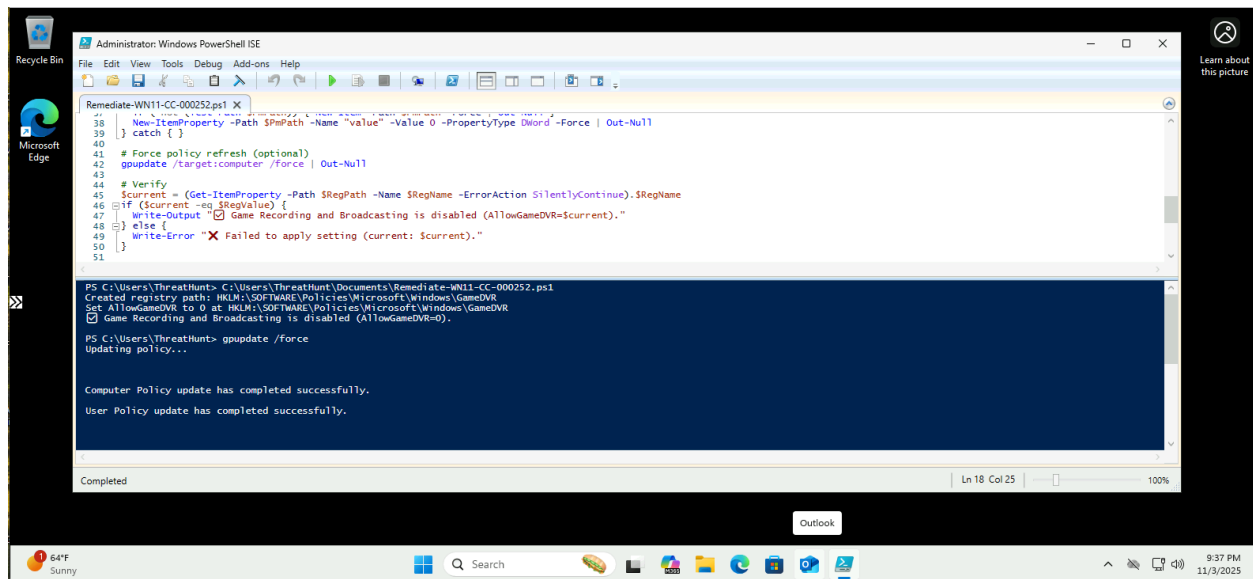 Recycle Bin
Microsoft
Edge
Learn about
this picture
Administrator: Windows PowerShell ISE
File Edit View Tools Debug Add-ons Help
Remediate-WN11-CC-000252.ps1 X
38 New-ItemProperty -Path $PmPath -Name "value" -Value 0 -PropertyType DWord -Force | Out-Null
39 } catch { }
40
41 # Force policy refresh (optional)
42 gpupdate /target:computer /force | Out-Null
43
44 # Verify
45 $current = (Get-ItemProperty -Path $RegPath -Name $RegName -ErrorAction SilentlyContinue).$RegName
46 if ($current -eq $RegValue) {
47 Write-Output "☑ Game Recording and Broadcasting is disabled (AllowGameDVR=$current)."
48 } else {
49 Write-Error "❌ Failed to apply setting (current: $current)."
50 }
51
PS C:\Users\ThreatHunt> C:\Users\ThreatHunt\Documents\Remediate-WN11-CC-000252.ps1
Created registry path: HKLM:\SOFTWARE\Policies\Microsoft\Windows\GameDVR
Set AllowGameDVR to 0 at HKLM:\SOFTWARE\Policies\Microsoft\Windows\GameDVR
☑ Game Recording and Broadcasting is disabled (AllowGameDVR=0).
PS C:\Users\ThreatHunt> gpupdate /force
Updating policy...
Computer Policy update has completed successfully.
User Policy update has completed successfully.
Completed
Ln 18 Col 25
100%
Outlook
1
64°F
Sunny
Search
M365
9:37 PM
11/3/2025